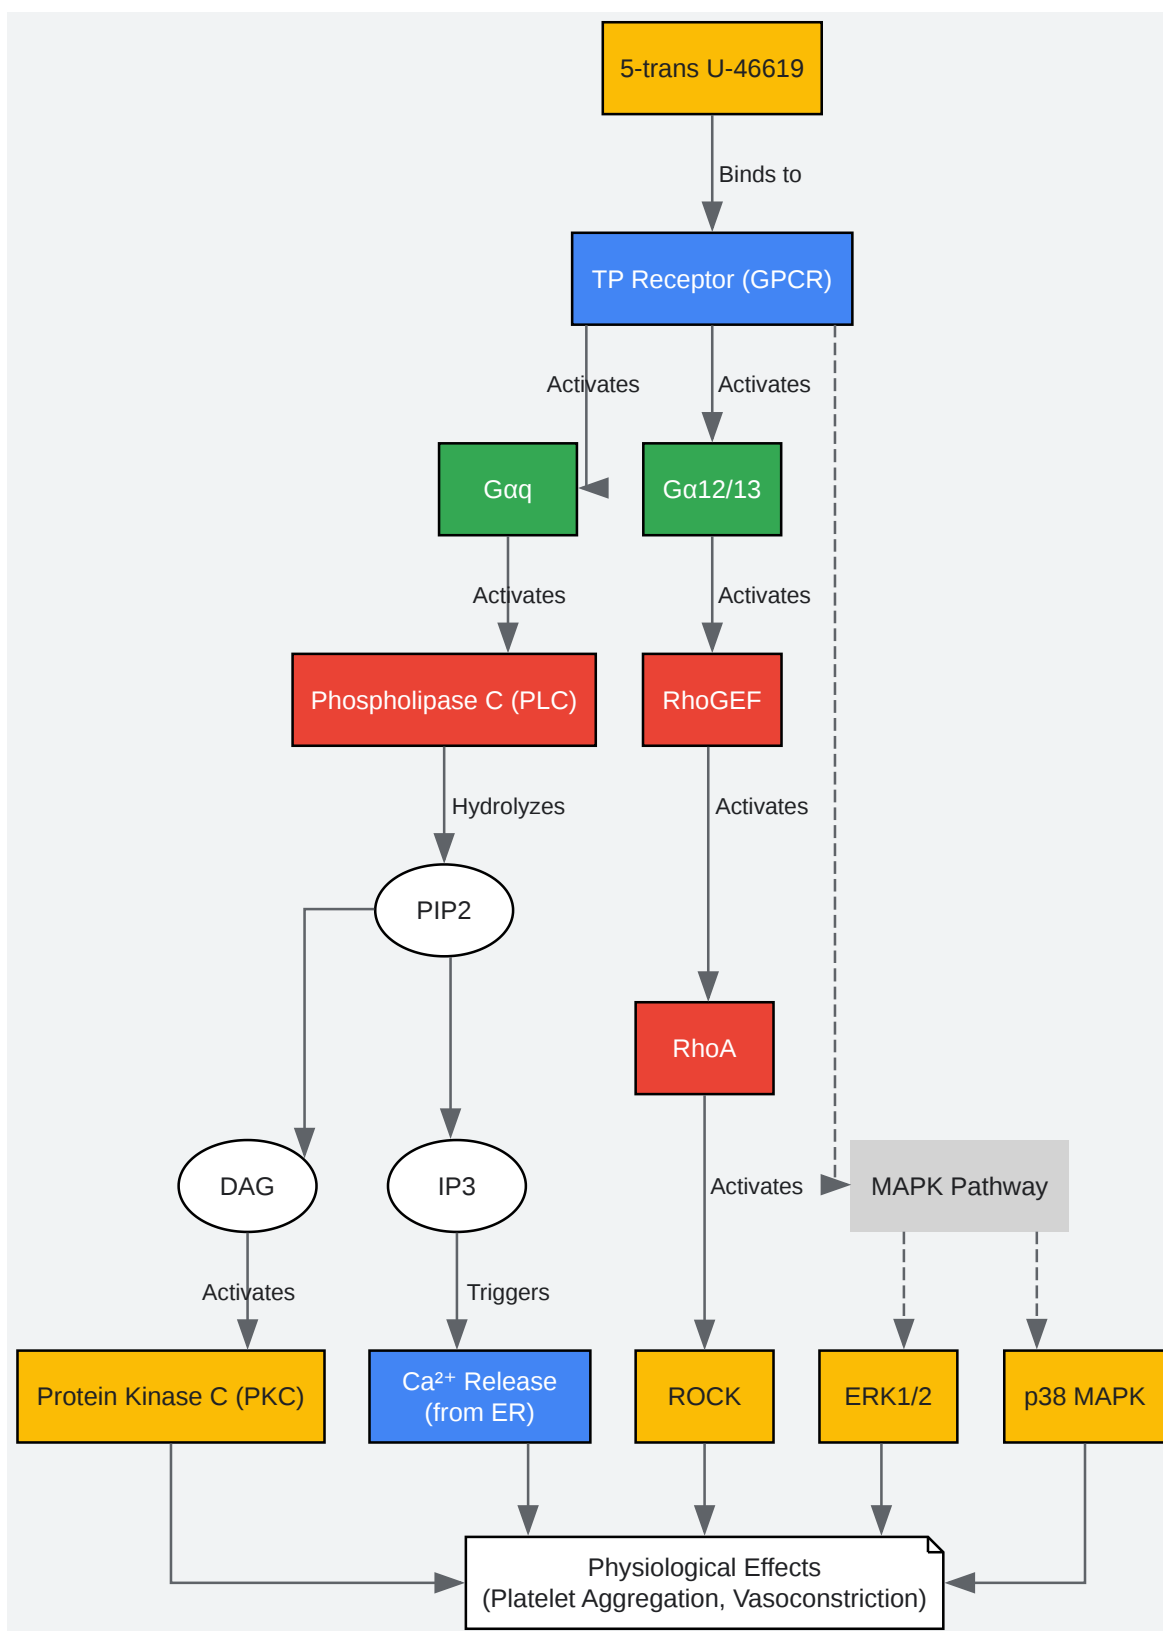 5-trans U-46619
Binds to
TP Receptor (GPCR)
Activates
Activates
Gαq
Gα12/13
Activates
Activates
Phospholipase C (PLC)
RhoGEF
Hydrolyzes
Activates
PIP2
RhoA
DAG
IP3
Activates
MAPK Pathway
Activates
Triggers
Protein Kinase C (PKC)
Ca²⁺ Release
(from ER)
ROCK
ERK1/2
p38 MAPK
Physiological Effects
(Platelet Aggregation, Vasoconstriction)